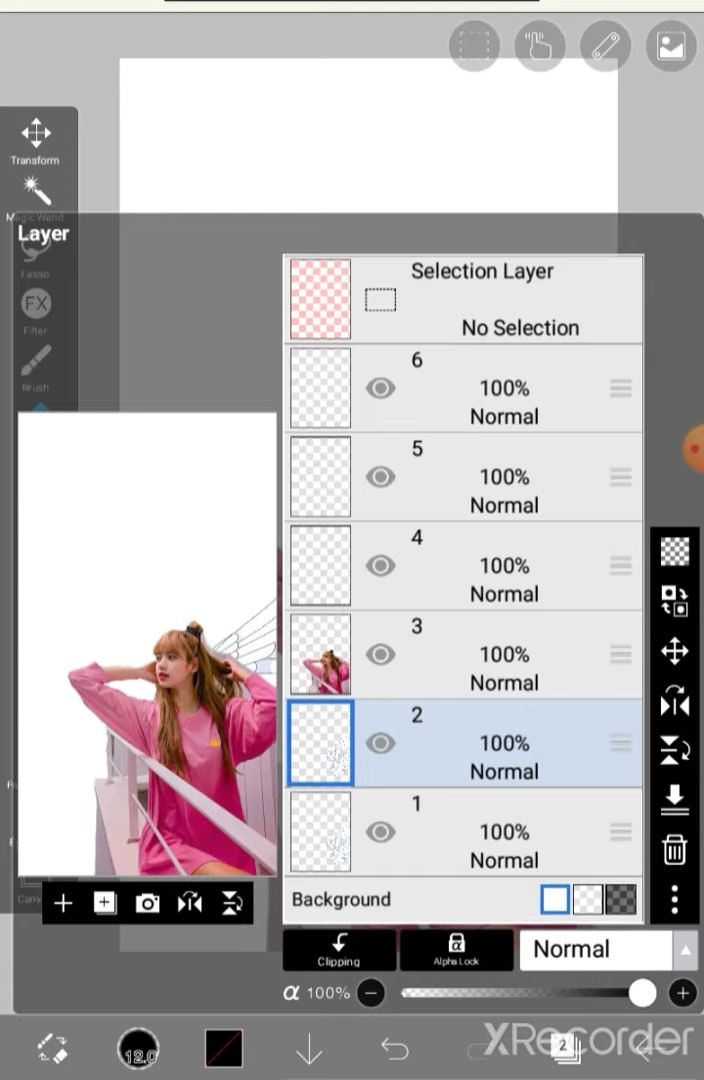 Transform
Magic Wand
Layer
Lasso
FX
Filter
Brush
Selection Layer
No Selection
6
100%
Normal
5
100%
Normal
4
100%
Normal
3
100%
Normal
2
100%
Normal
1
100%
Normal
Background
Canv
Clipping
α
Alpha Lock
Normal
α 100%
12.0
2
XRecorder